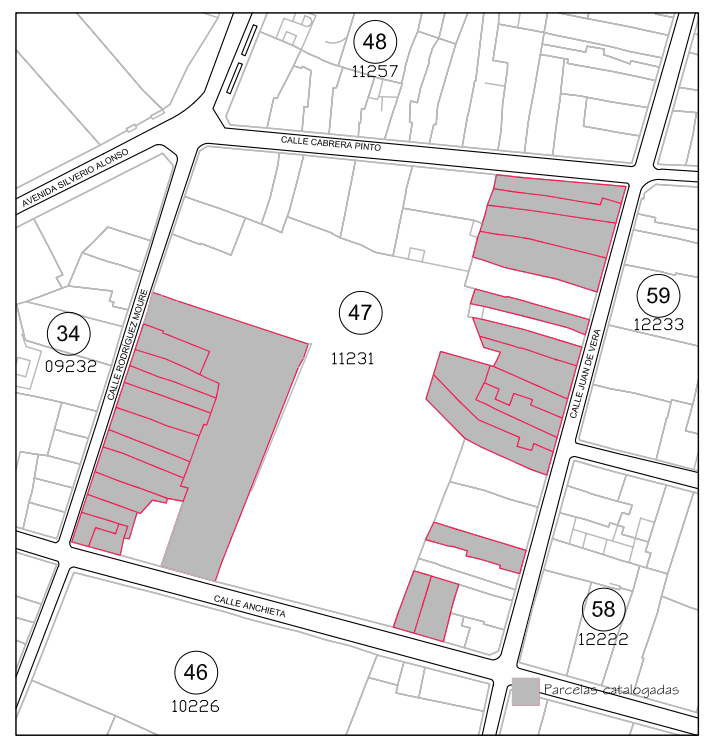 48
11257
CALLE CABRERA PINTO
AVENIDA SILVERIO ALONSO
59
12233
47
11231
34
09232
CALLE RODRIGUEZ MOURE
CALLE JUAN DE VERA
CALLE ANCHIETA
58
12222
46
10226
Parcelas catalogadas